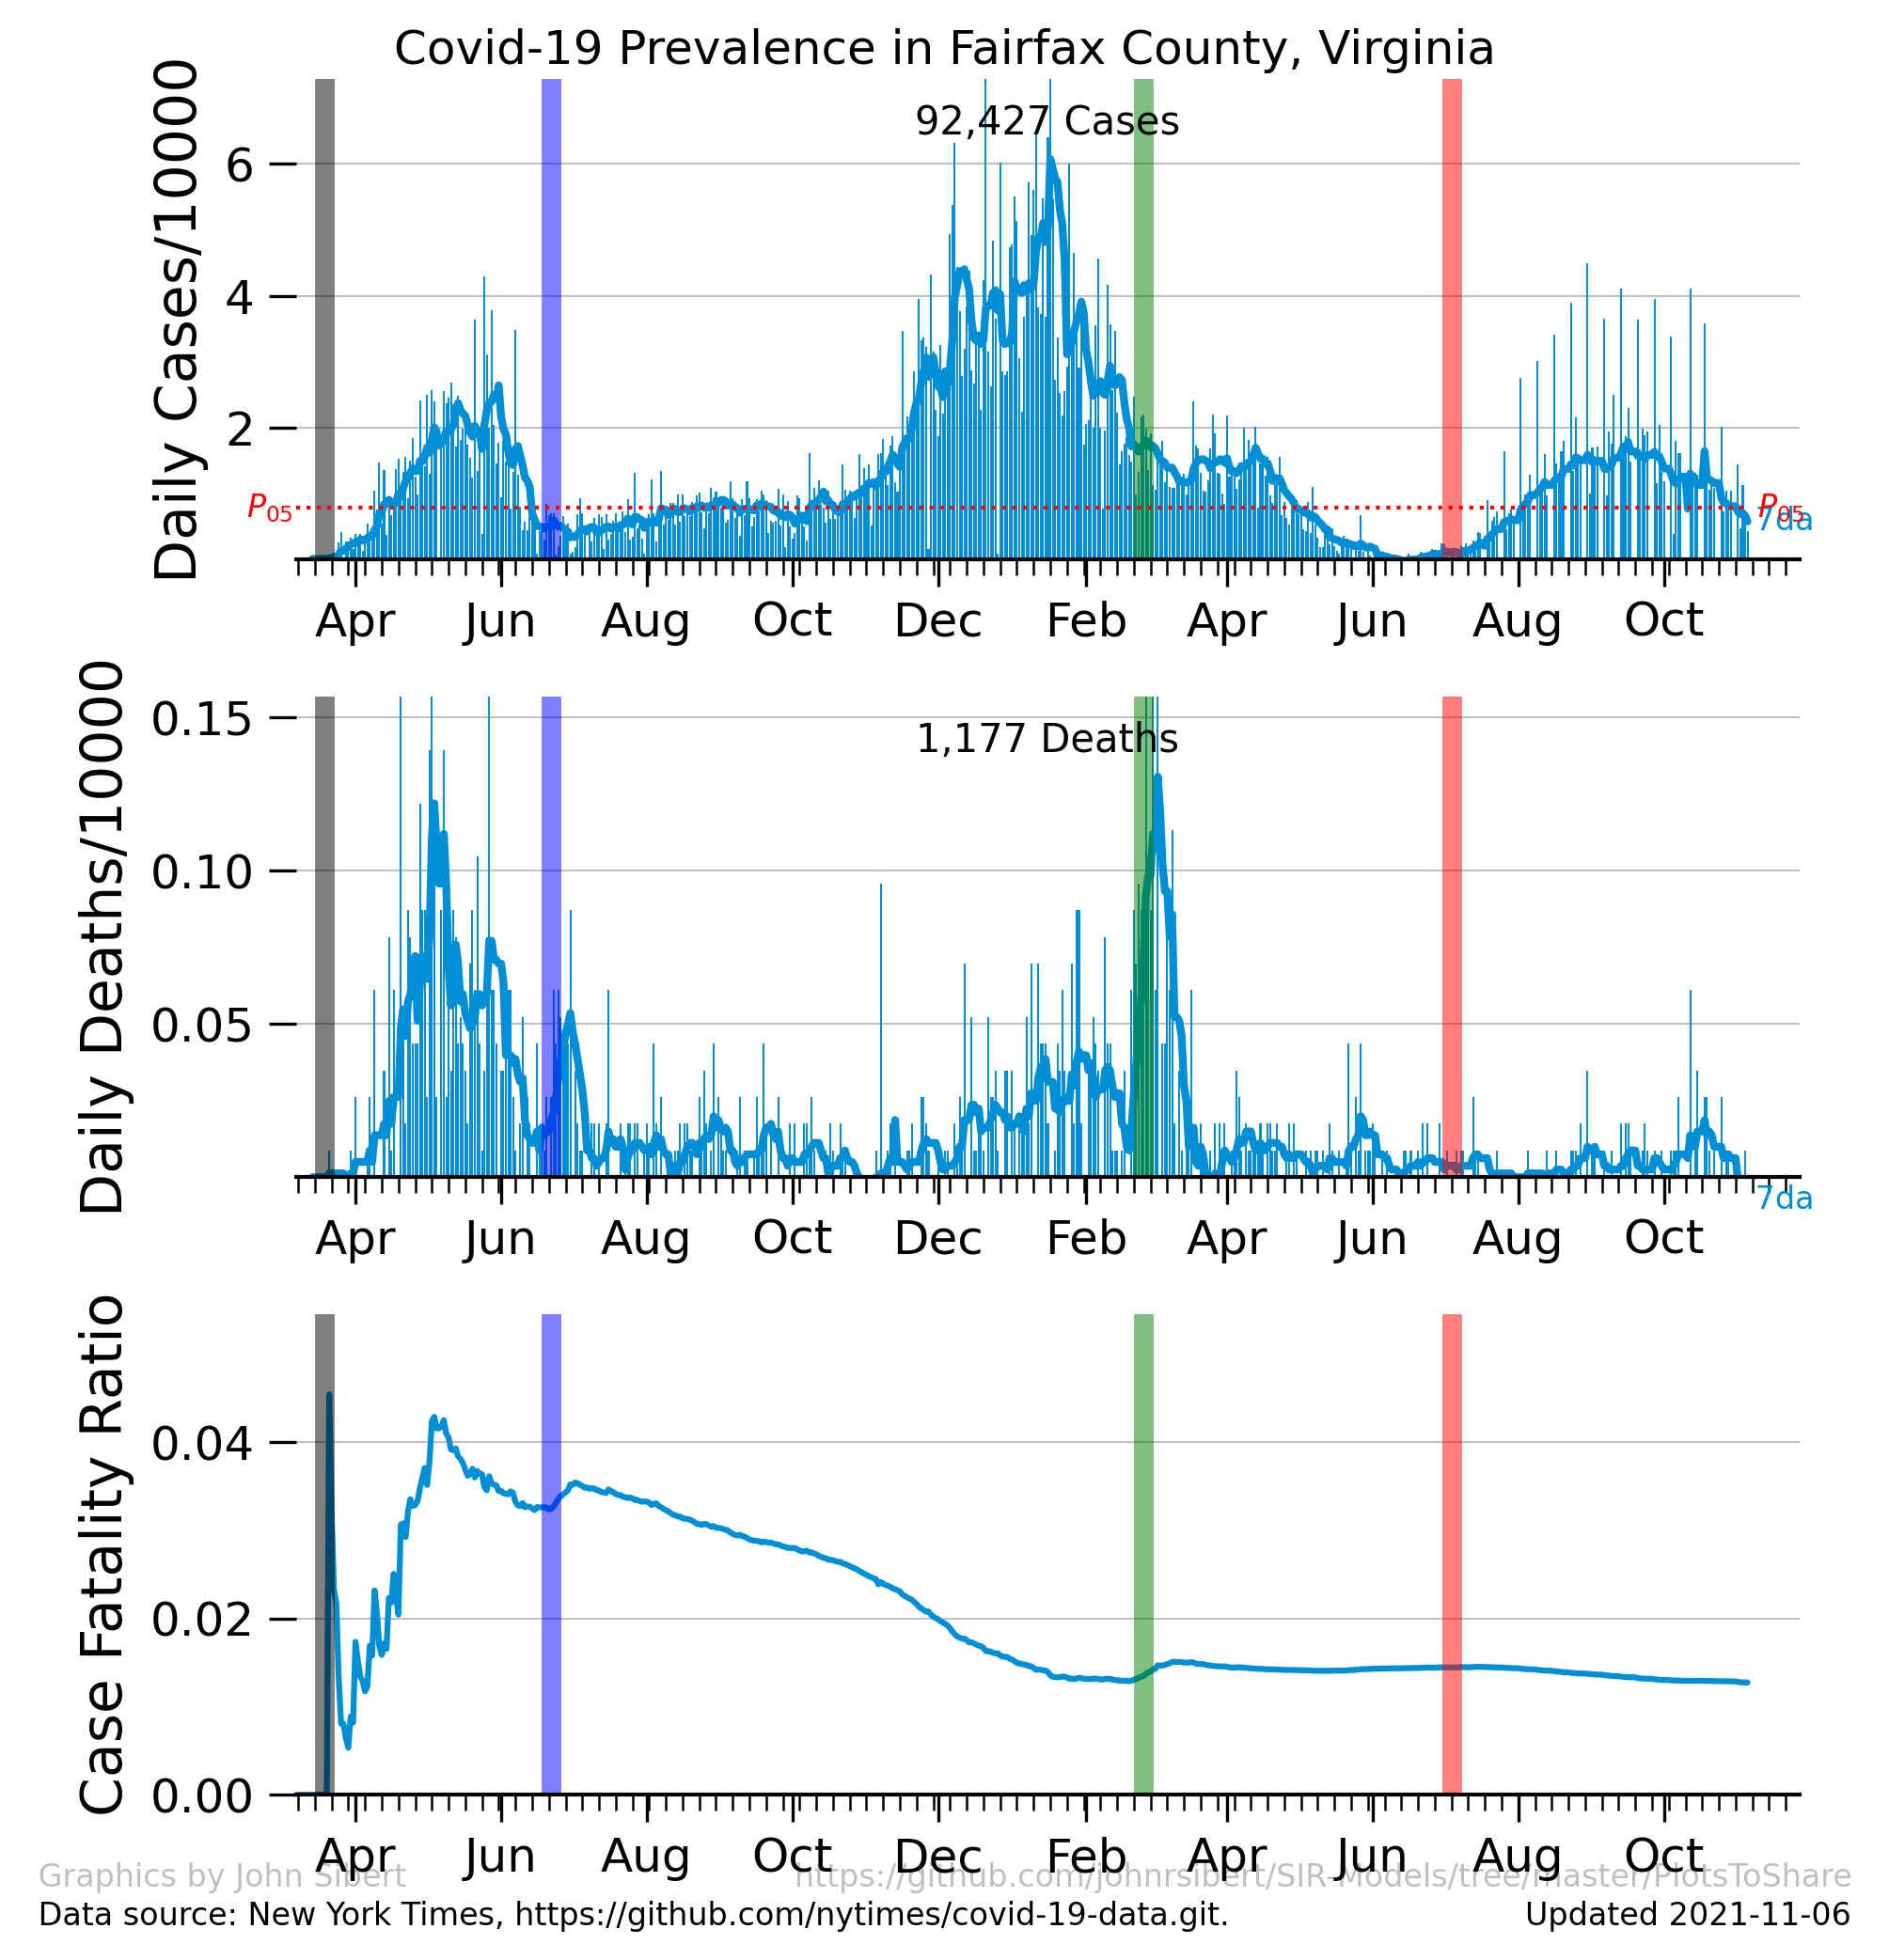 Covid-19 Prevalence in Fairfax County, Virginia
Daily Cases/10000
92,427 Cases
6
4
2
P05
P05
7da
Apr Jun Aug Oct Dec Feb Apr Jun Aug Oct
Daily Deaths/10000
1,177 Deaths
0.15
0.10
0.05
7da
Apr Jun Aug Oct Dec Feb Apr Jun Aug Oct
Case Fatality Ratio
0.04
0.02
0.00
Apr Jun Aug Oct Dec Feb Apr Jun Aug Oct
Graphics by John Sibert https://github.com/johnrsibert/SIR-Models/tree/master/PlotsToShare
Data source: New York Times, https://github.com/nytimes/covid-19-data.git. Updated 2021-11-06